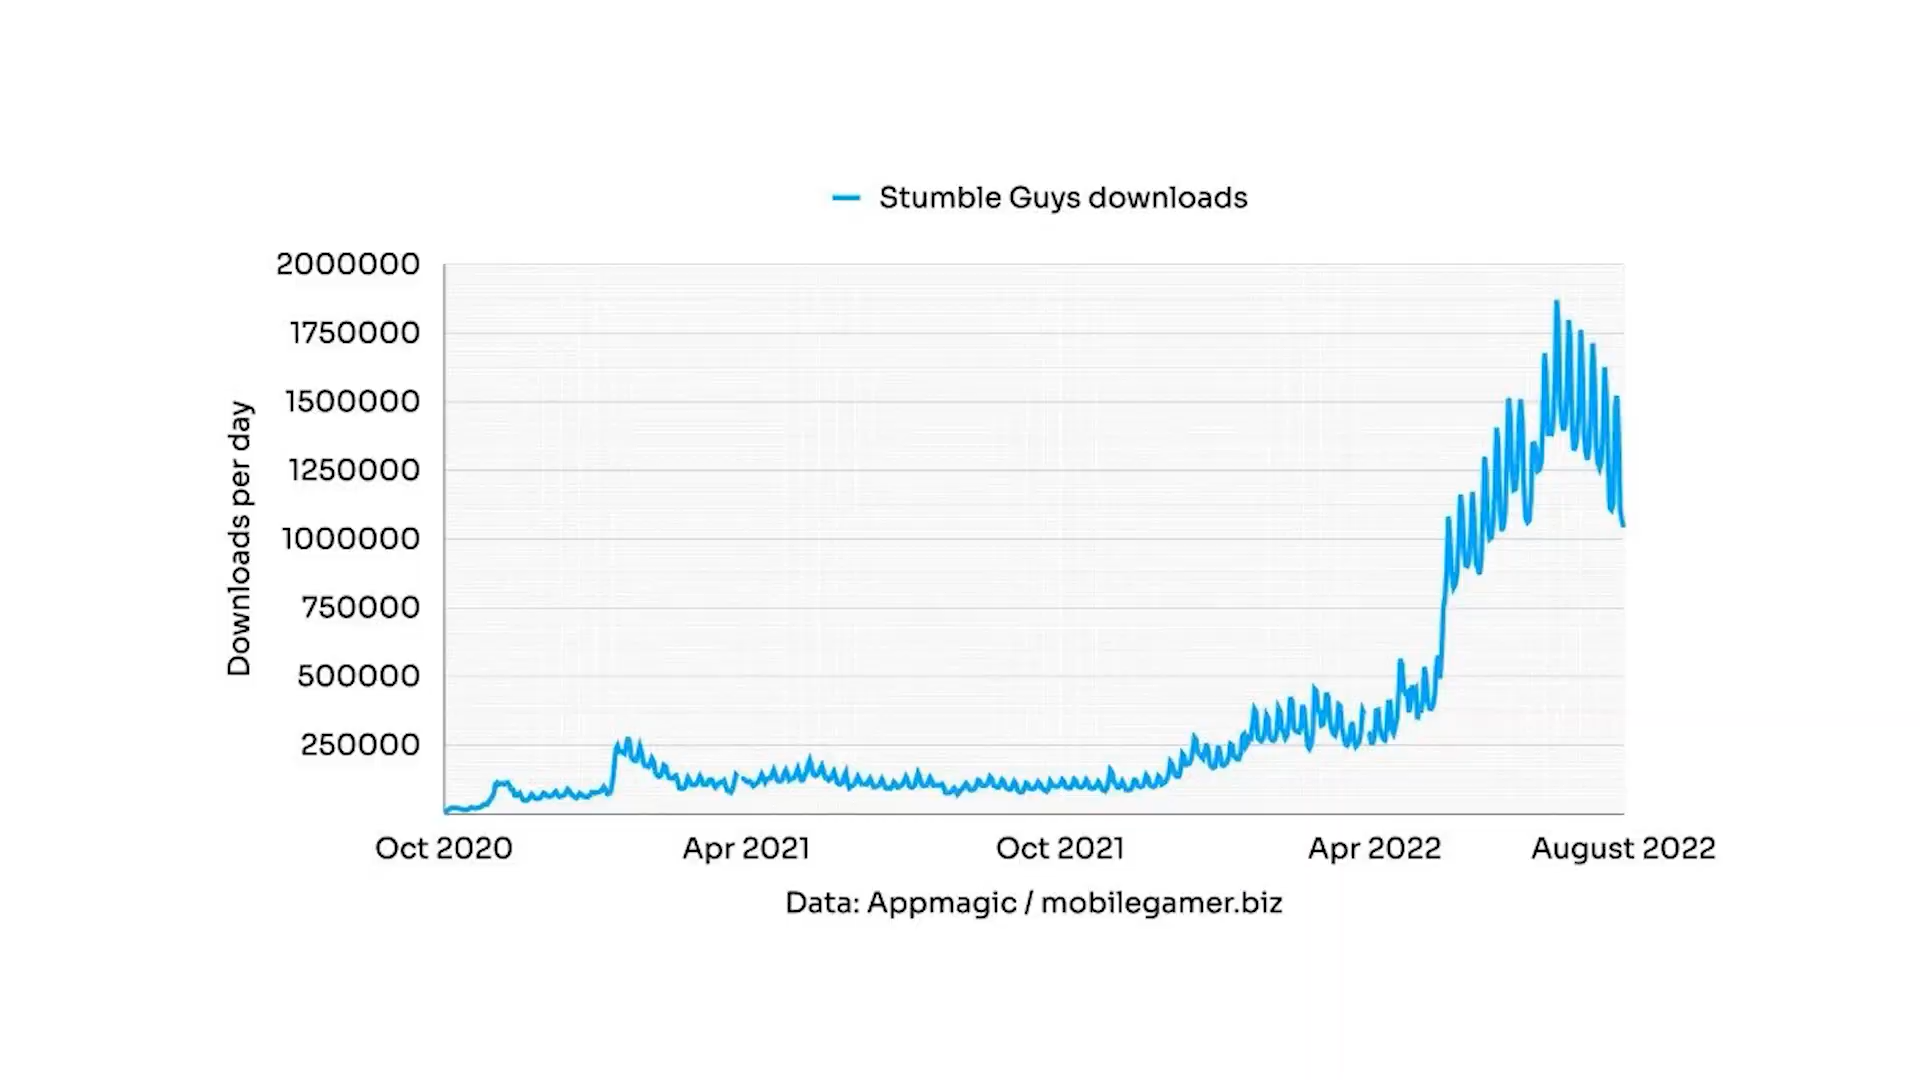 Stumble Guys downloads
2000000
1750000
1500000
1250000
1000000
750000
500000
250000
Downloads per day
Oct 2020 Apr 2021 Oct 2021 Apr 2022 August 2022
Data: Appmagic / mobilegamer.biz